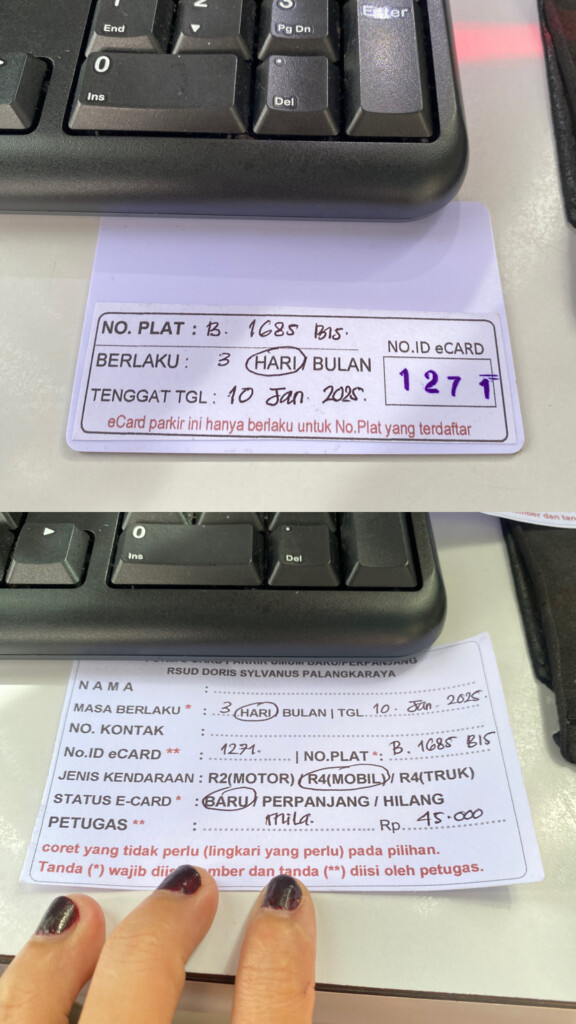 1 2 3
End ▼ Pg Dn
Enter
0 .
Ins Del
NO. PLAT : B. 1685 BIS.
BERLAKU : 3 HARI / BULAN
NO.ID eCARD
1271
TENGGAT TGL : 10 Jan. 2025.
eCard parkir ini hanya berlaku untuk No.Plat yang terdaftar
0 .
Ins Del
RSUD DORIS SYLVANUS PALANGKARAYA
N A M A :
MASA BERLAKU * : 3 (HARI) BULAN | TGL. 10. Jan. 2025.
NO. KONTAK :
No.ID eCARD ** : 1271. | NO.PLAT *: B. 1685 BIS
JENIS KENDARAAN : R2(MOTOR) / R4(MOBIL) / R4(TRUK)
STATUS E-CARD * : BARU / PERPANJANG / HILANG
PETUGAS ** : mila. Rp. 45.000
coret yang tidak perlu (lingkari yang perlu) pada pilihan.
Tanda (*) wajib dan tanda (**) diisi oleh petugas.